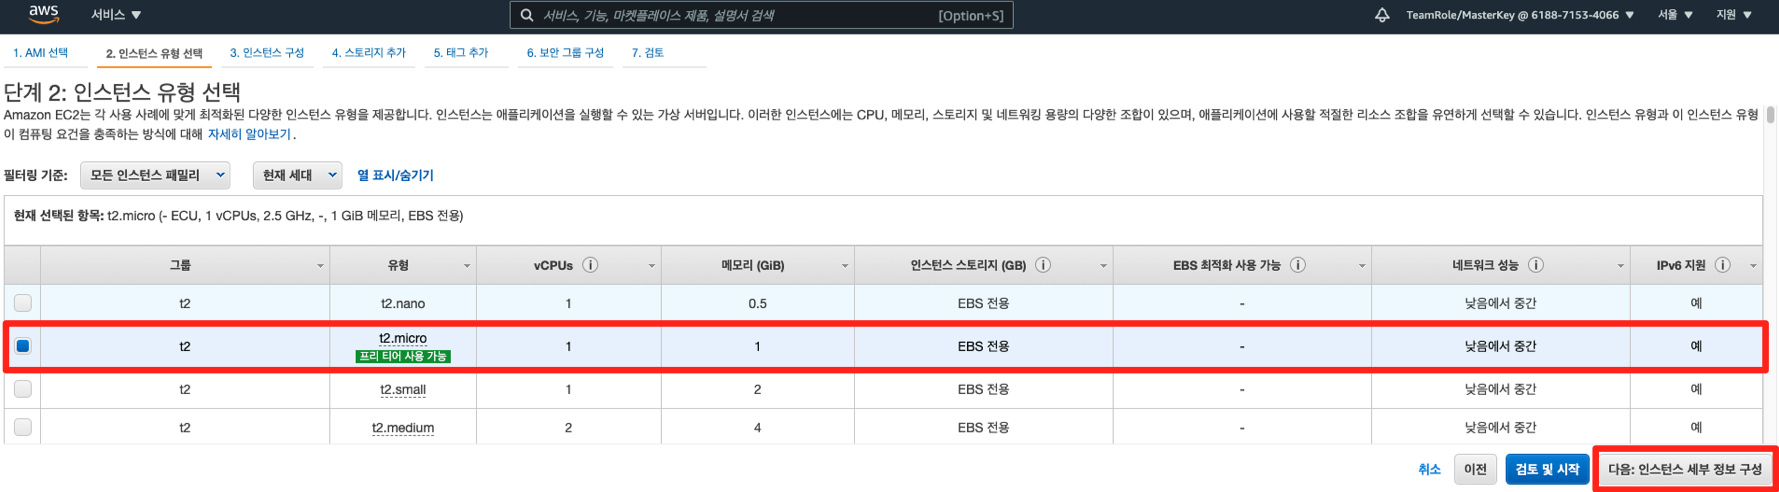 aws 서비스 ▼ 서비스, 기능, 마켓플레이스 제품, 설명서 검색 [Option+S] TeamRole/MasterKey @ 6188-7153-4066 ▼ 서울 ▼ 지원 ▼
1. AMI 선택 2. 인스턴스 유형 선택 3. 인스턴스 구성 4. 스토리지 추가 5. 태그 추가 6. 보안 그룹 구성 7. 검토
단계 2: 인스턴스 유형 선택
Amazon EC2는 각 사용 사례에 맞게 최적화된 다양한 인스턴스 유형을 제공합니다. 인스턴스는 애플리케이션을 실행할 수 있는 가상 서버입니다. 이러한 인스턴스에는 CPU, 메모리, 스토리지 및 네트워킹 용량의 다양한 조합이 있으며, 애플리케이션에 사용할 적절한 리소스 조합을 유연하게 선택할 수 있습니다. 인스턴스 유형과 이 인스턴스 유형
이 컴퓨팅 요건을 충족하는 방식에 대해 자세히 알아보기.
필터링 기준: 모든 인스턴스 패밀리 현재 세대 열 표시/숨기기
현재 선택된 항목: t2.micro (- ECU, 1 vCPUs, 2.5 GHz, -, 1 GiB 메모리, EBS 전용)
그룹 유형 vCPUs 메모리 (GiB) 인스턴스 스토리지 (GB) EBS 최적화 사용 가능 네트워크 성능 IPv6 지원
t2 t2.nano 1 0.5 EBS 전용 - 낮음에서 중간 예
t2 t2.micro 1 1 EBS 전용 - 낮음에서 중간 예
프리 티어 사용 가능
t2 t2.small 1 2 EBS 전용 - 낮음에서 중간 예
t2 t2.medium 2 4 EBS 전용 - 낮음에서 중간 예
취소 이전 검토 및 시작 다음: 인스턴스 세부 정보 구성